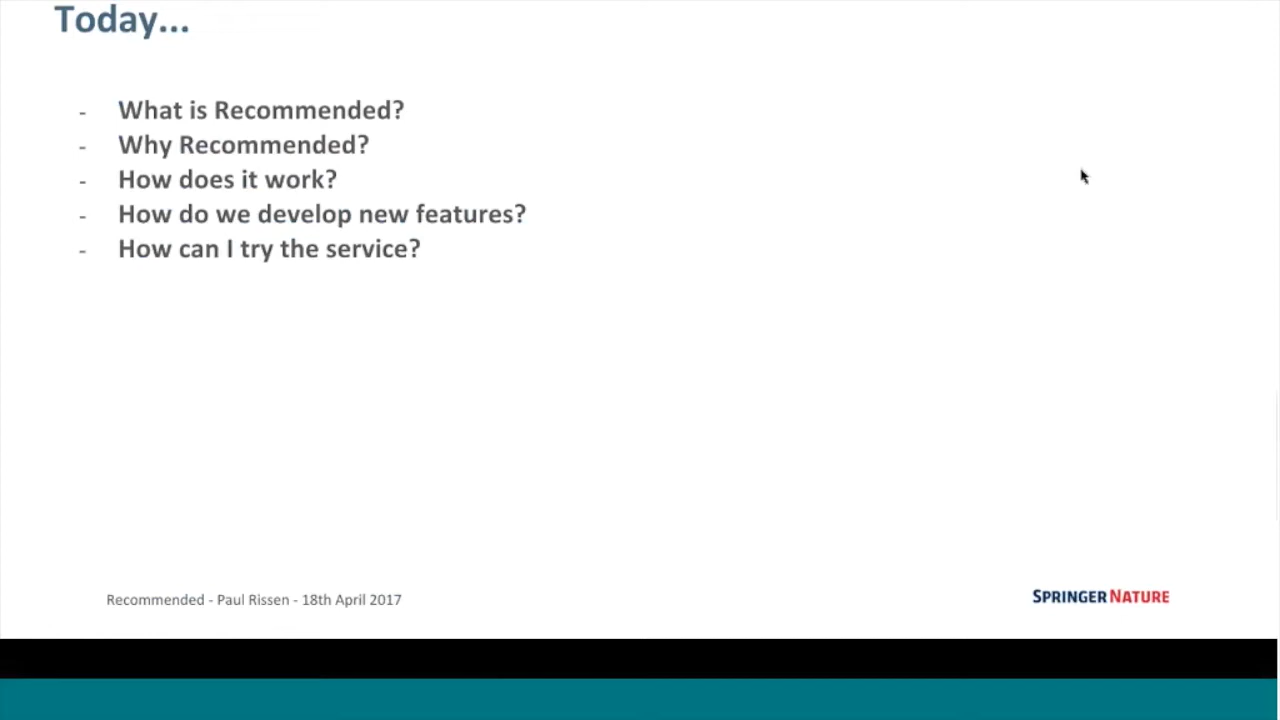 Today...
- What is Recommended?
- Why Recommended?
- How does it work?
- How do we develop new features?
- How can I try the service?
Recommended - Paul Rissen - 18th April 2017
SPRINGER NATURE